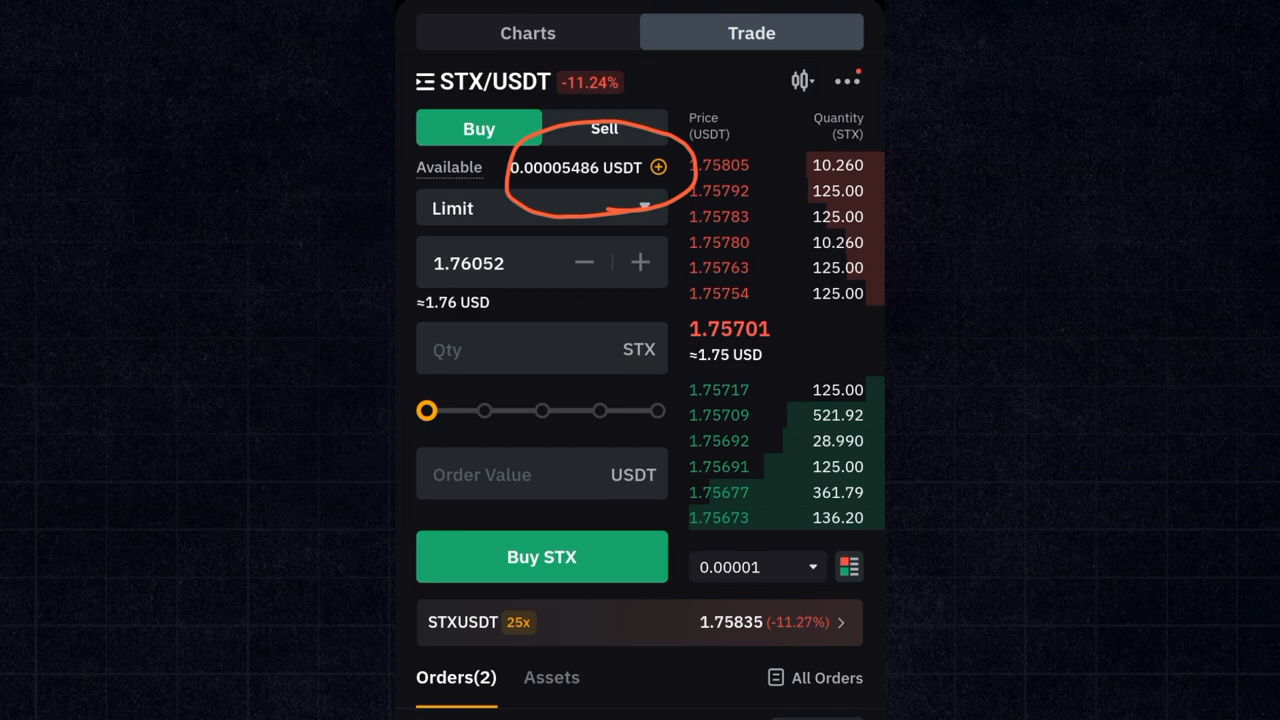 Charts Trade
STX/USDT -11.24%
Buy Sell
Available 0.00005486 USDT
Limit
1.76052
≈1.76 USD
Qty STX
Order Value USDT
Buy STX
Price Quantity
(USDT) (STX)
1.75805 10.260
1.75792 125.00
1.75783 125.00
1.75780 10.260
1.75763 125.00
1.75754 125.00
1.75701
≈1.75 USD
1.75717 125.00
1.75709 521.92
1.75692 28.990
1.75691 125.00
1.75677 361.79
1.75673 136.20
0.00001
STXUSDT 25x 1.75835 (-11.27%)
Orders(2) Assets All Orders